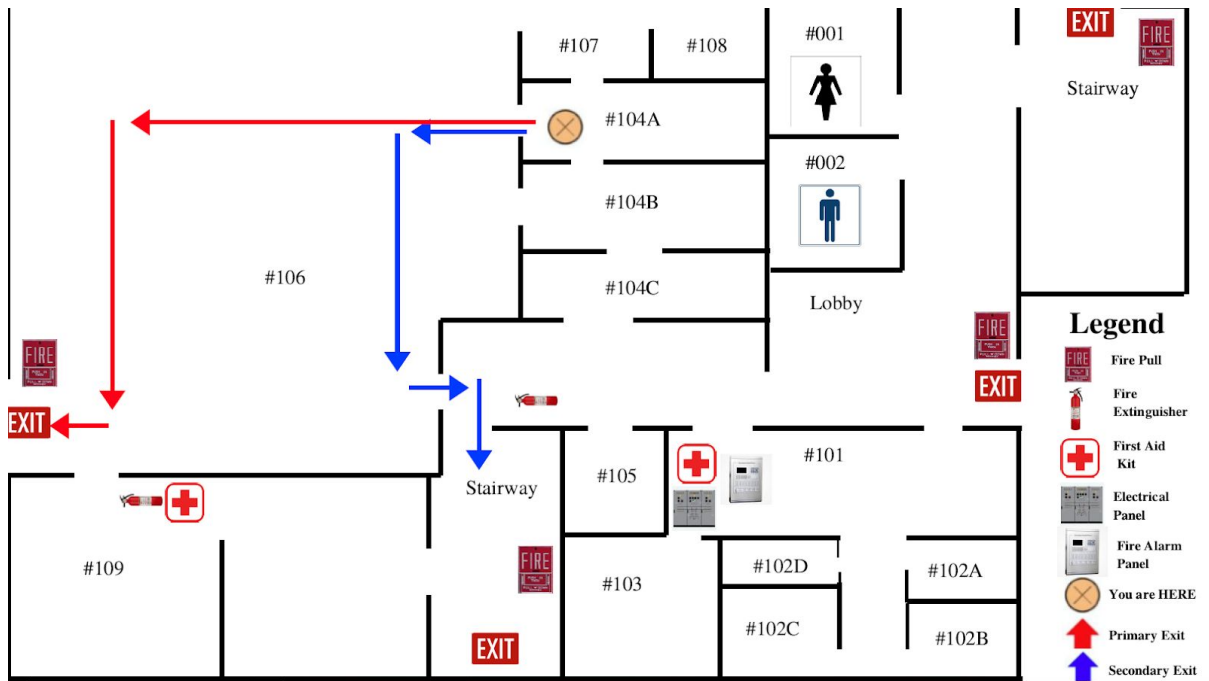 EXIT
FIRE
#107
#108
#001
Stairway
#104A
#002
#104B
#106
#104C
Lobby
FIRE
FIRE
EXIT
EXIT
#101
#105
Stairway
#109
FIRE
#103
#102D
#102A
#102C
#102B
EXIT
Legend
FIRE
Fire Pull
Fire
Extinguisher
First Aid
Kit
Electrical
Panel
Fire Alarm
Panel
You are HERE
Primary Exit
Secondary Exit